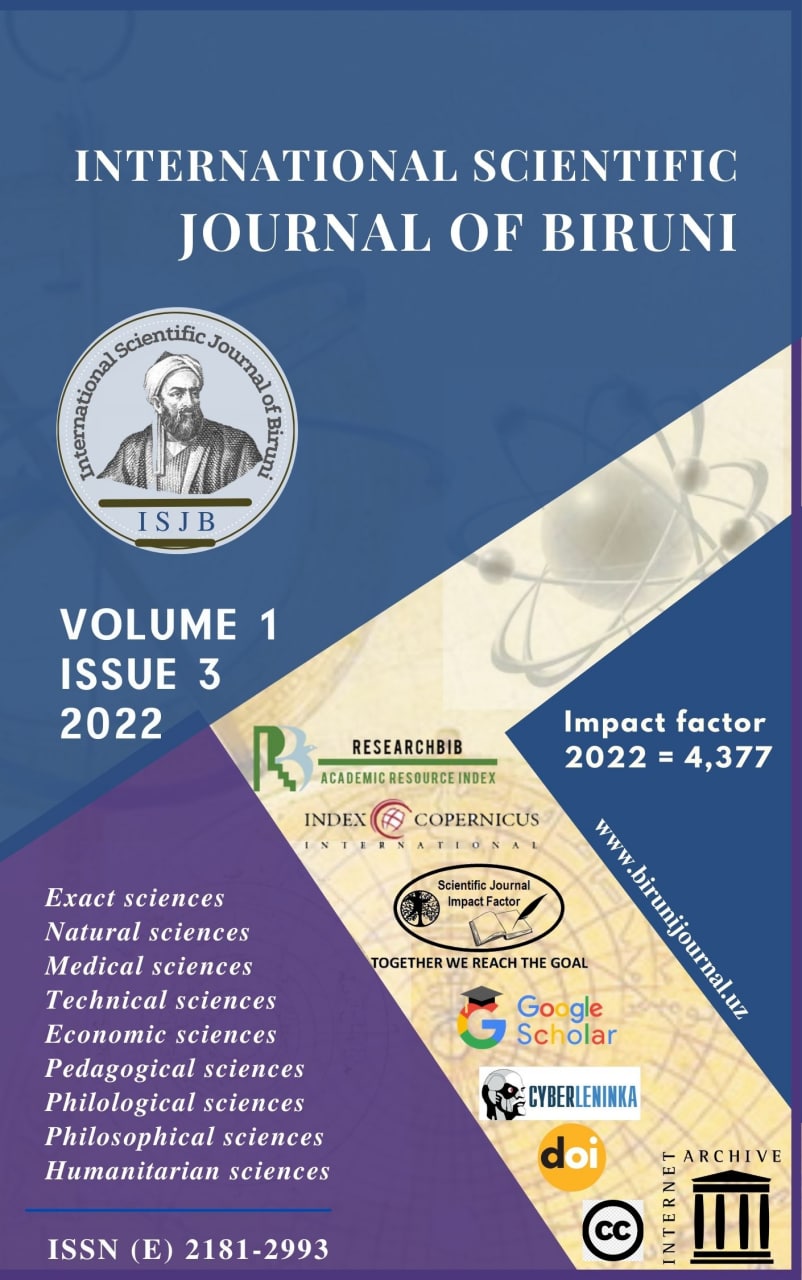 INTERNATIONAL SCIENTIFIC
JOURNAL OF BIRUNI
International Scientific Journal of Biruni
ISJB
VOLUME 1
ISSUE 3
2022
Impact factor
2022 = 4,377
www.birunijournal.uz
RESEARCHBIB
ACADEMIC RESOURCE INDEX
INDEX COPERNICUS
INTERNATIONAL
Scientific Journal
Impact Factor
TOGETHER WE REACH THE GOAL
Google
Scholar
CYBERLENINKA
doi
cc
INTERNET
ARCHIVE
Exact sciences
Natural sciences
Medical sciences
Technical sciences
Economic sciences
Pedagogical sciences
Philological sciences
Philosophical sciences
Humanitarian sciences
ISSN (E) 2181-2993